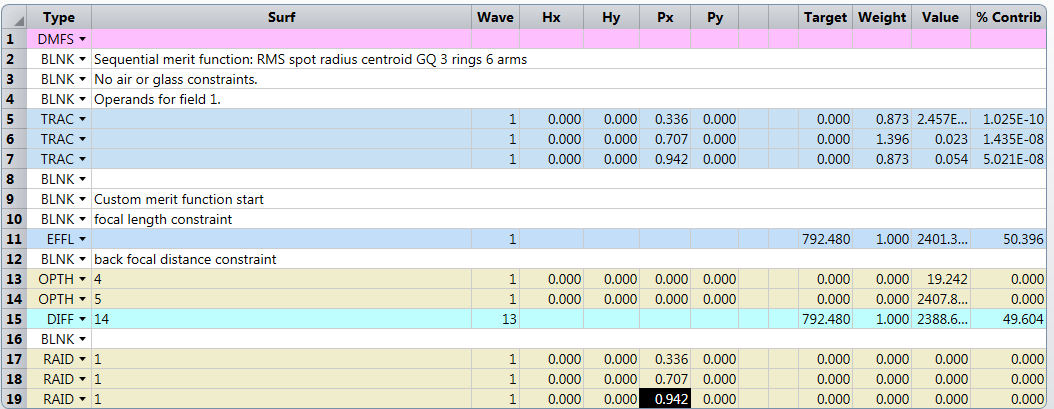 Type Surf Wave Hx Hy Px Py Target Weight Value % Contrib
1 DMFS
2 BLNK Sequential merit function: RMS spot radius centroid GQ 3 rings 6 arms
3 BLNK No air or glass constraints.
4 BLNK Operands for field 1.
5 TRAC 1 0.000 0.000 0.336 0.000 0.000 0.873 2.457E... 1.025E-10
6 TRAC 1 0.000 0.000 0.707 0.000 0.000 1.396 0.023 1.435E-08
7 TRAC 1 0.000 0.000 0.942 0.000 0.000 0.873 0.054 5.021E-08
8 BLNK
9 BLNK Custom merit function start
10 BLNK focal length constraint
11 EFFL 1 792.480 1.000 2401.3... 50.396
12 BLNK back focal distance constraint
13 OPTH 4 1 0.000 0.000 0.000 0.000 0.000 0.000 19.242 0.000
14 OPTH 5 1 0.000 0.000 0.000 0.000 0.000 0.000 2407.8... 0.000
15 DIFF 14 13 792.480 1.000 2388.6... 49.604
16 BLNK
17 RAID 1 1 0.000 0.000 0.336 0.000 0.000 0.000 0.000 0.000
18 RAID 1 1 0.000 0.000 0.707 0.000 0.000 0.000 0.000 0.000
19 RAID 1 1 0.000 0.000 0.942 0.000 0.000 0.000 0.000 0.000